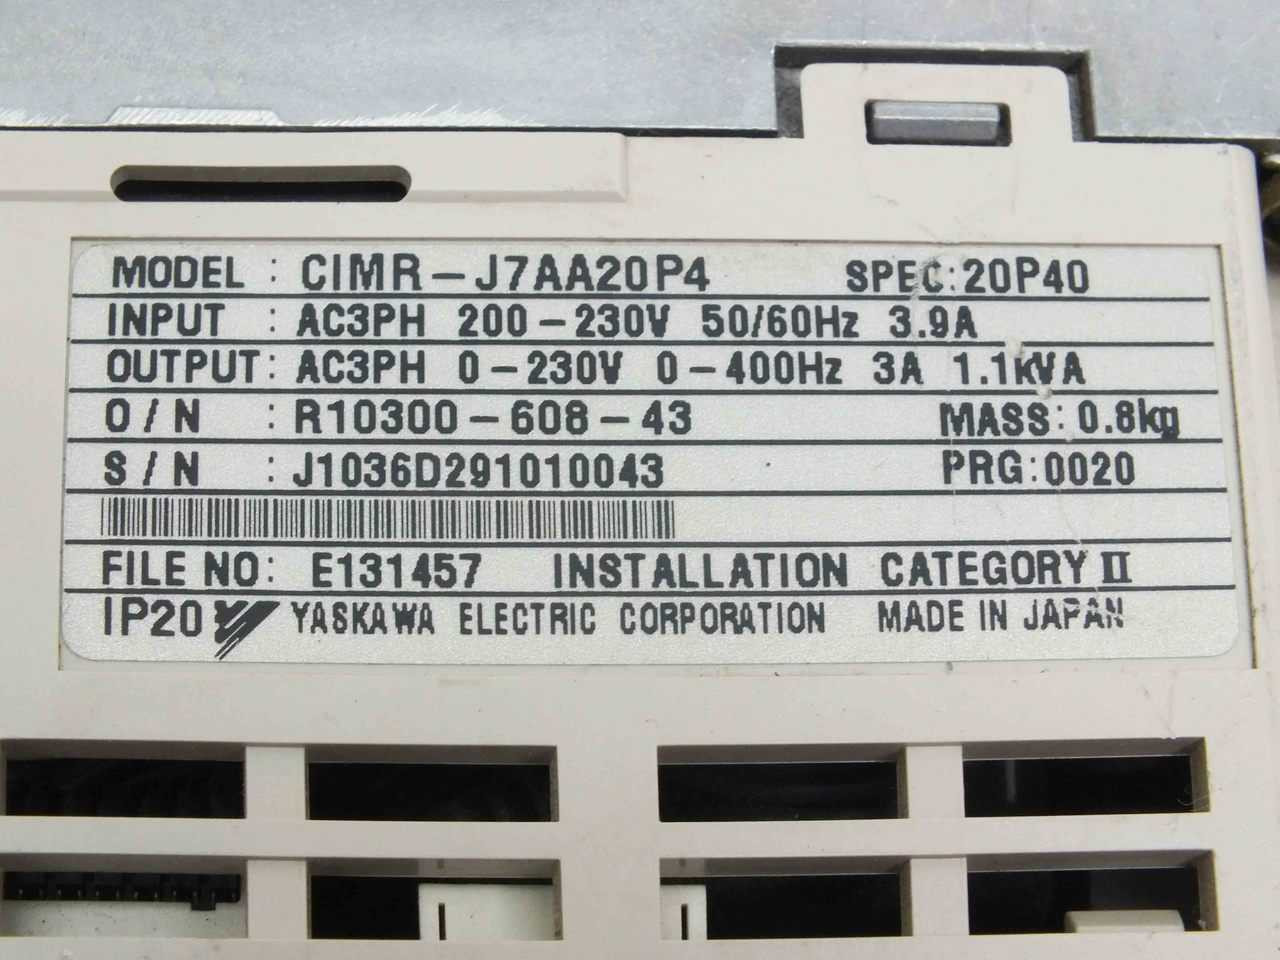 MODEL : CIMR-J7AA20P4 SPEC:20P40
INPUT : AC3PH 200-230V 50/60Hz 3.9A
OUTPUT: AC3PH 0-230V 0-400Hz 3A 1.1kVA
O/N : R10300-608-43 MASS: 0.8kg
S/N : J1036D291010043 PRG:0020
FILE NO: E131457 INSTALLATION CATEGORY II
IP20 YASKAWA ELECTRIC CORPORATION MADE IN JAPAN